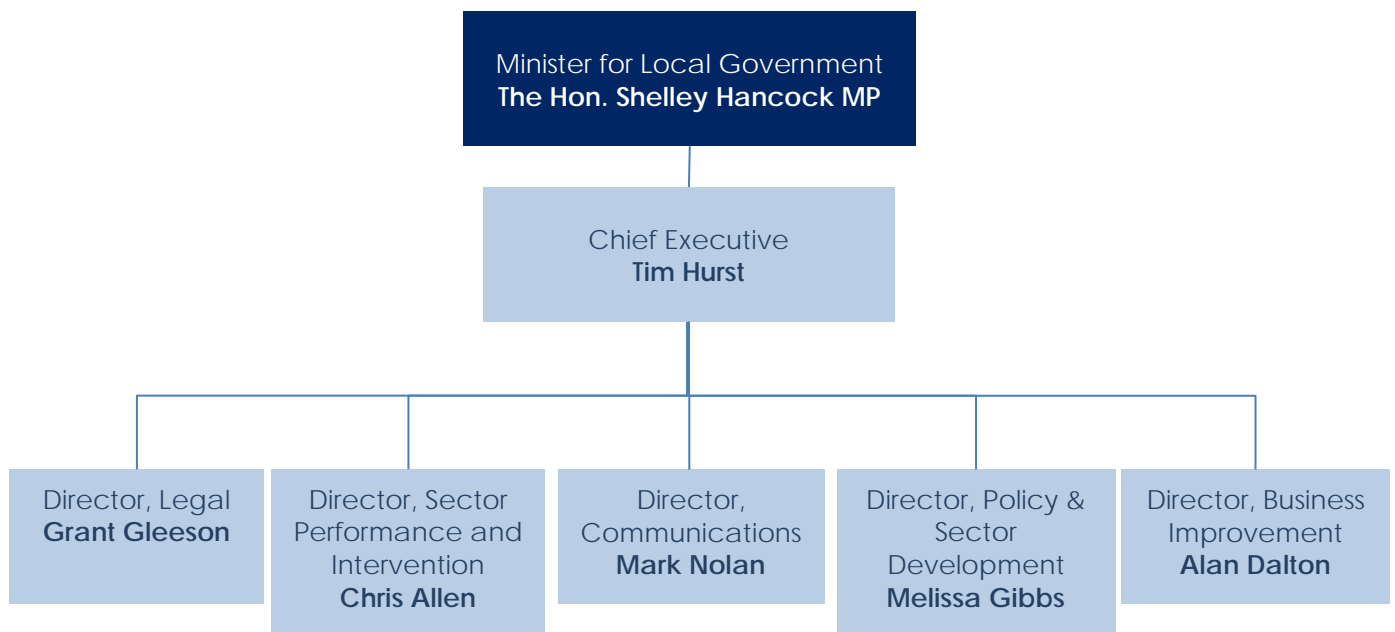 Minister for Local Government
The Hon. Shelley Hancock MP
Chief Executive
Tim Hurst
Director, Legal
Grant Gleeson
Director, Sector
Performance and
Intervention
Chris Allen
Director,
Communications
Mark Nolan
Director, Policy &
Sector
Development
Melissa Gibbs
Director, Business
Improvement
Alan Dalton